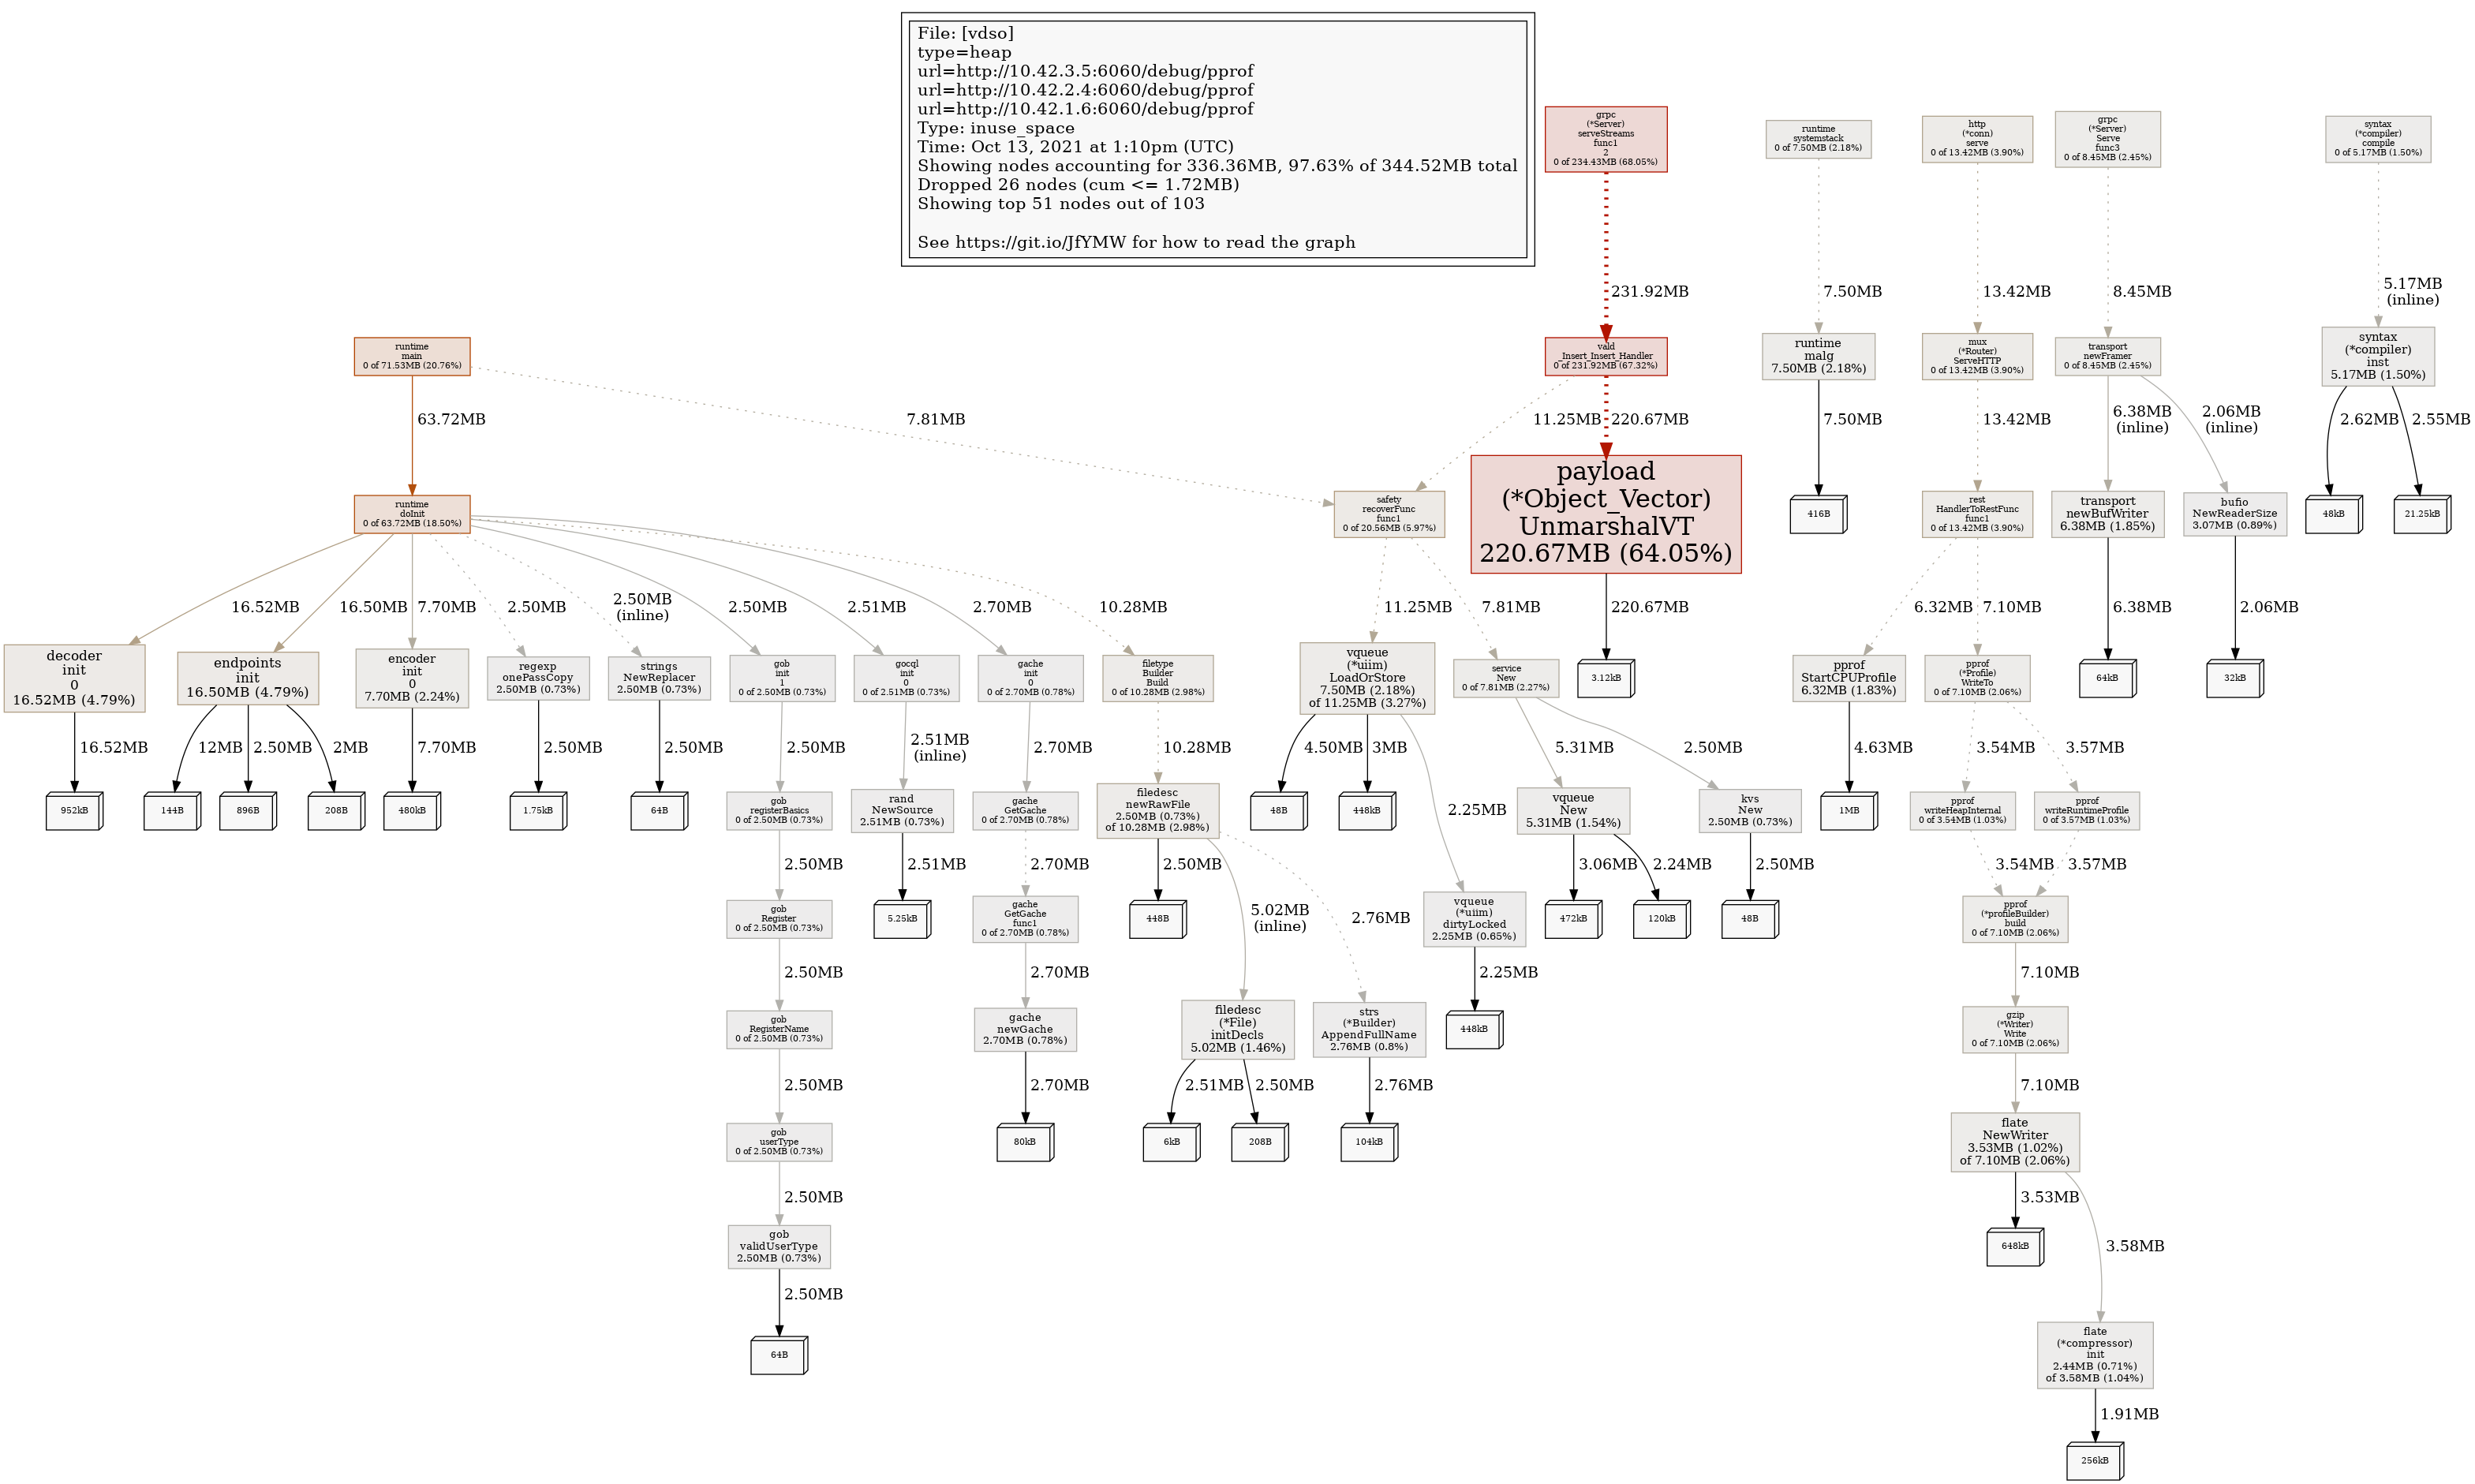 File: [vdso]
type=heap
url=http://10.42.3.5:6060/debug/pprof
url=http://10.42.2.4:6060/debug/pprof
url=http://10.42.1.6:6060/debug/pprof
Type: inuse_space
Time: Oct 13, 2021 at 1:10pm (UTC)
Showing nodes accounting for 336.36MB, 97.63% of 344.52MB total
Dropped 26 nodes (cum <= 1.72MB)
Showing top 51 nodes out of 103
See https://git.io/JfYMW for how to read the graph
grpc
(*Server)
serveStreams
func1
2
0 of 234.43MB (68.05%)
runtime
systemstack
0 of 7.50MB (2.18%)
http
(*conn)
serve
0 of 13.42MB (3.90%)
grpc
(*Server)
Serve
func3
0 of 8.45MB (2.45%)
syntax
(*compiler)
compile
0 of 5.17MB (1.50%)
231.92MB
7.50MB
13.42MB
8.45MB
5.17MB
(inline)
runtime
main
0 of 71.53MB (20.76%)
vald
_Insert_Insert_Handler
0 of 231.92MB (67.32%)
runtime
malg
7.50MB (2.18%)
mux
(*Router)
ServeHTTP
0 of 13.42MB (3.90%)
transport
newFramer
0 of 8.45MB (2.45%)
syntax
(*compiler)
inst
5.17MB (1.50%)
63.72MB
7.81MB
11.25MB
220.67MB
7.50MB
13.42MB
6.38MB
(inline)
2.06MB
(inline)
2.62MB
2.55MB
runtime
doInit
0 of 63.72MB (18.50%)
safety
recoverFunc
func1
0 of 20.56MB (5.97%)
payload
(*Object_Vector)
UnmarshalVT
220.67MB (64.05%)
416B
rest
HandlerToRestFunc
func1
0 of 13.42MB (3.90%)
transport
newBufWriter
6.38MB (1.85%)
bufio
NewReaderSize
3.07MB (0.89%)
48kB
21.25kB
16.52MB
16.50MB
7.70MB
2.50MB
2.50MB
(inline)
2.50MB
2.51MB
2.70MB
10.28MB
11.25MB
7.81MB
220.67MB
6.32MB
7.10MB
6.38MB
2.06MB
decoder
init
0
16.52MB (4.79%)
endpoints
init
16.50MB (4.79%)
encoder
init
0
7.70MB (2.24%)
regexp
onePassCopy
2.50MB (0.73%)
strings
NewReplacer
2.50MB (0.73%)
gob
init
1
0 of 2.50MB (0.73%)
gocql
init
0
0 of 2.51MB (0.73%)
gache
init
0
0 of 2.70MB (0.78%)
filetype
Builder
Build
0 of 10.28MB (2.98%)
vqueue
(*uiim)
LoadOrStore
7.50MB (2.18%)
of 11.25MB (3.27%)
service
New
0 of 7.81MB (2.27%)
3.12kB
pprof
StartCPUProfile
6.32MB (1.83%)
pprof
(*Profile)
WriteTo
0 of 7.10MB (2.06%)
64kB
32kB
16.52MB
12MB
2.50MB
2MB
7.70MB
2.50MB
2.50MB
2.50MB
2.51MB
(inline)
2.70MB
10.28MB
4.50MB
3MB
2.25MB
5.31MB
2.50MB
4.63MB
3.54MB
3.57MB
952kB
144B
896B
208B
480kB
1.75kB
64B
gob
registerBasics
0 of 2.50MB (0.73%)
rand
NewSource
2.51MB (0.73%)
gache
GetGache
0 of 2.70MB (0.78%)
filedesc
newRawFile
2.50MB (0.73%)
of 10.28MB (2.98%)
48B
448kB
vqueue
New
5.31MB (1.54%)
kvs
New
2.50MB (0.73%)
1MB
pprof
writeHeapInternal
0 of 3.54MB (1.03%)
pprof
writeRuntimeProfile
0 of 3.57MB (1.03%)
2.50MB
2.51MB
2.70MB
2.50MB
5.02MB
(inline)
2.76MB
3.06MB
2.24MB
2.50MB
3.54MB
3.57MB
gob
Register
0 of 2.50MB (0.73%)
5.25kB
gache
GetGache
func1
0 of 2.70MB (0.78%)
448B
vqueue
(*uiim)
dirtyLocked
2.25MB (0.65%)
472kB
120kB
48B
pprof
(*profileBuilder)
build
0 of 7.10MB (2.06%)
2.50MB
2.70MB
2.25MB
7.10MB
gob
RegisterName
0 of 2.50MB (0.73%)
gache
newGache
2.70MB (0.78%)
filedesc
(*File)
initDecls
5.02MB (1.46%)
strs
(*Builder)
AppendFullName
2.76MB (0.8%)
448kB
gzip
(*Writer)
Write
0 of 7.10MB (2.06%)
2.50MB
2.70MB
2.51MB
2.50MB
2.76MB
7.10MB
gob
userType
0 of 2.50MB (0.73%)
80kB
6kB
208B
104kB
flate
NewWriter
3.53MB (1.02%)
of 7.10MB (2.06%)
2.50MB
3.53MB
3.58MB
gob
validUserType
2.50MB (0.73%)
648kB
2.50MB
64B
flate
(*compressor)
init
2.44MB (0.71%)
of 3.58MB (1.04%)
1.91MB
256kB